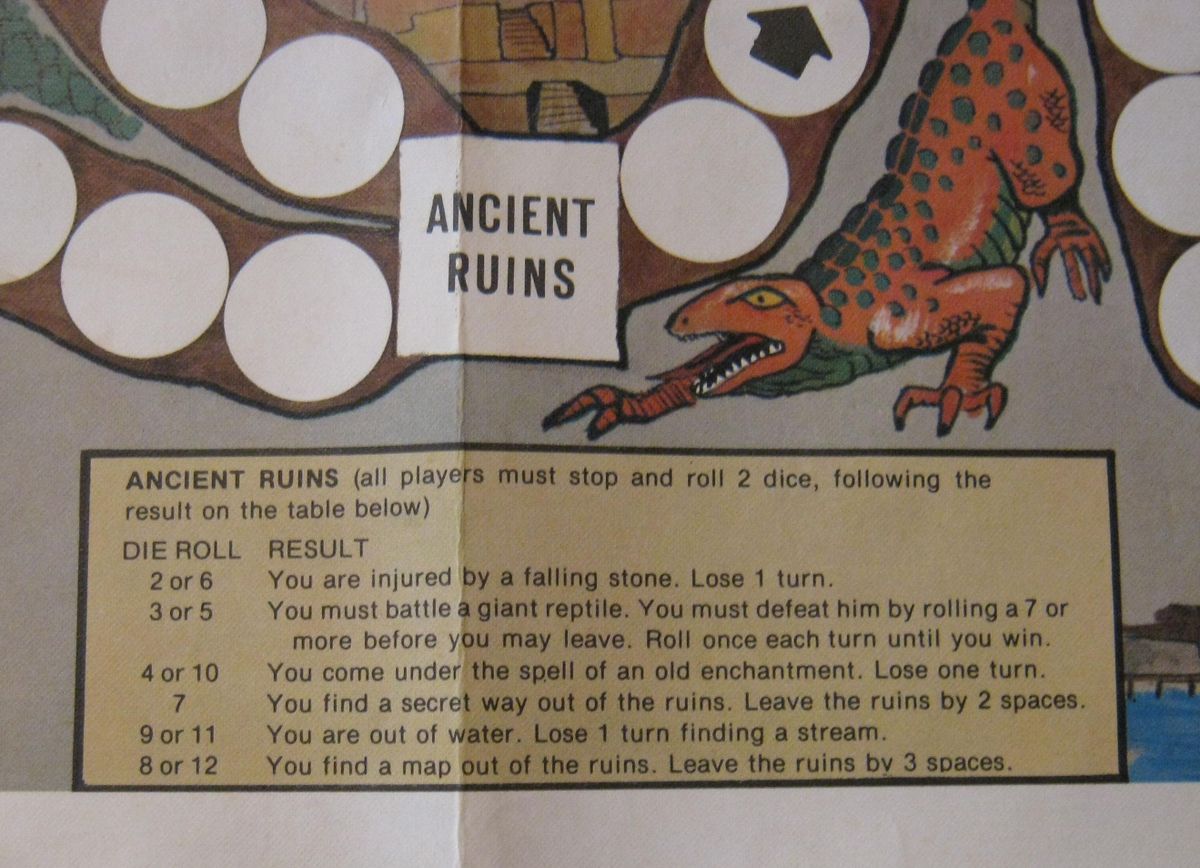 ANCIENT
RUINS
ANCIENT RUINS (all players must stop and roll 2 dice, following the
result on the table below)
DIE ROLL RESULT
2 or 6 You are injured by a falling stone. Lose 1 turn.
3 or 5 You must battle a giant reptile. You must defeat him by rolling a 7 or
more before you may leave. Roll once each turn until you win.
4 or 10 You come under the spell of an old enchantment. Lose one turn.
7 You find a secret way out of the ruins. Leave the ruins by 2 spaces.
9 or 11 You are out of water. Lose 1 turn finding a stream.
8 or 12 You find a map out of the ruins. Leave the ruins by 3 spaces.